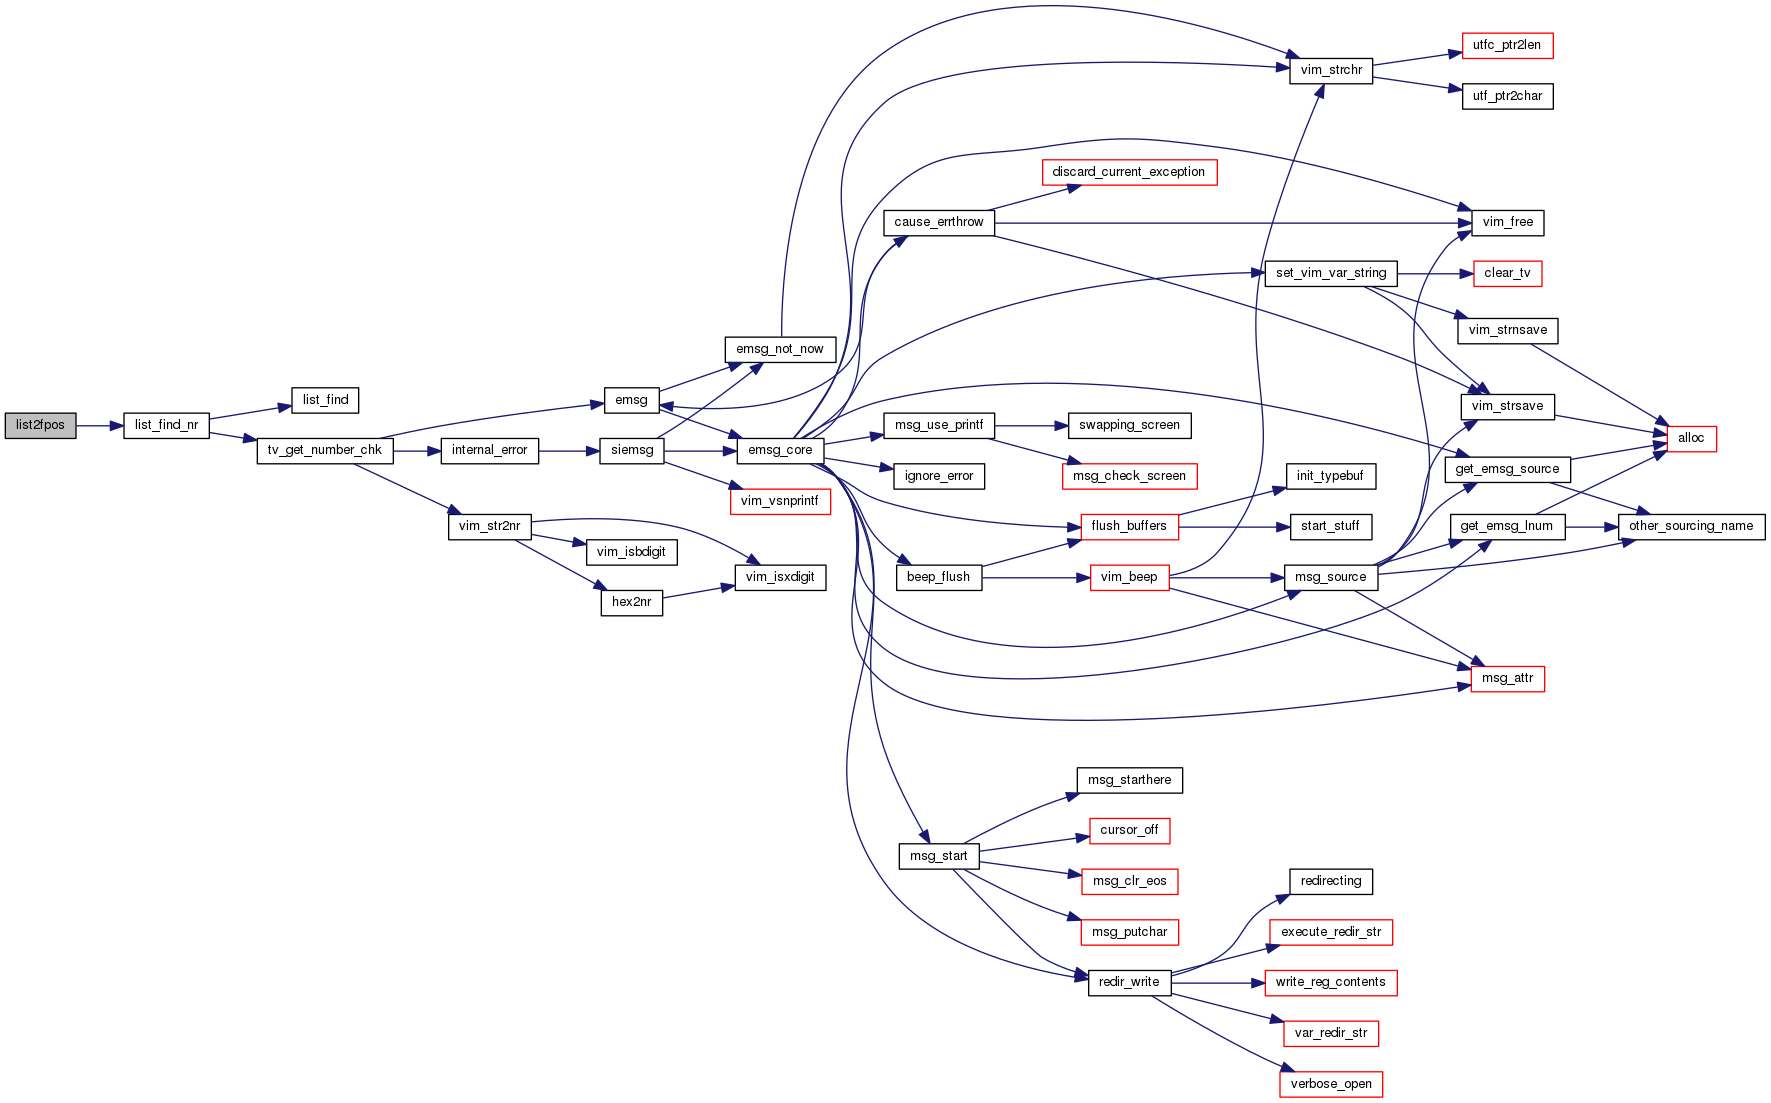 list2fpos
list_find_nr
list_find
tv_get_number_chk
internal_error
vim_str2nr
emsg
siemsg
vim_isbdigit
hex2nr
emsg_not_now
emsg_core
vim_vsnprintf
vim_isxdigit
cause_errthrow
msg_use_printf
ignore_error
beep_flush
msg_start
discard_current_exception
swapping_screen
msg_check_screen
flush_buffers
vim_beep
msg_starthere
cursor_off
msg_clr_eos
msg_putchar
redir_write
vim_strchr
set_vim_var_string
init_typebuf
start_stuff
msg_source
redirecting
execute_redir_str
write_reg_contents
var_redir_str
verbose_open
utfc_ptr2len
utf_ptr2char
vim_free
clear_tv
vim_strnsave
vim_strsave
get_emsg_source
get_emsg_lnum
msg_attr
alloc
other_sourcing_name